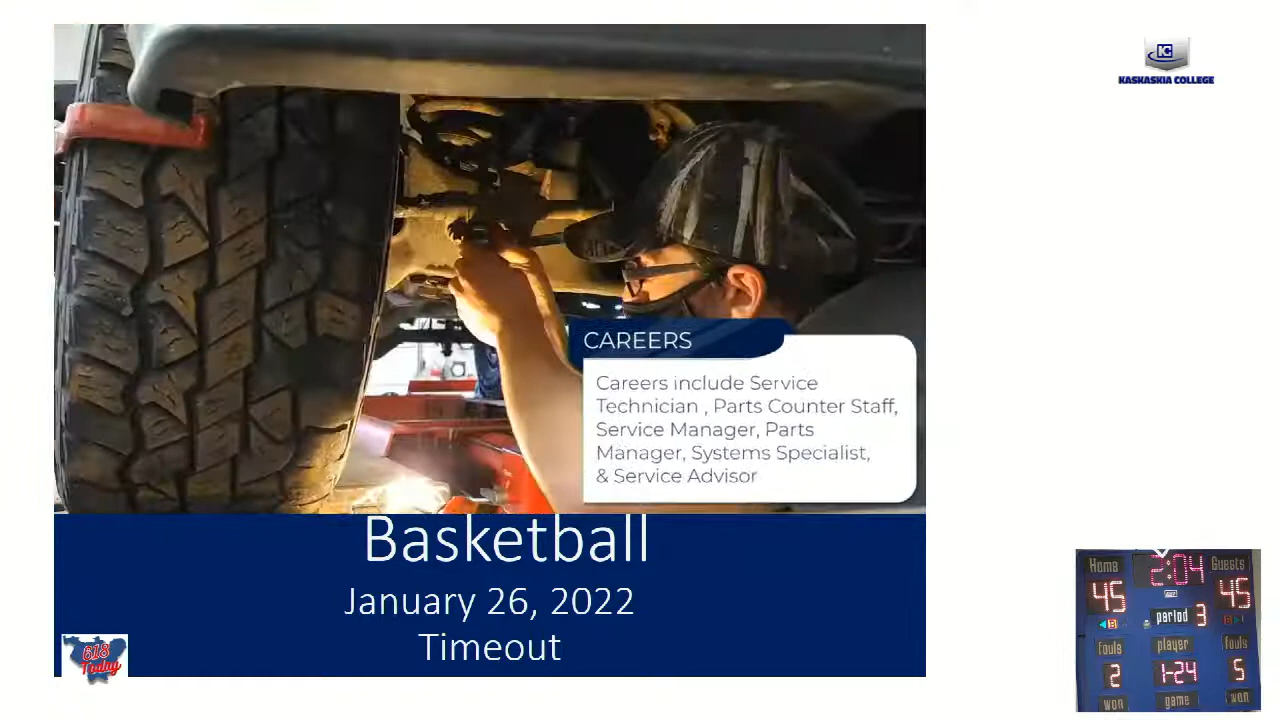 KC
KASKASKIA COLLEGE
CAREERS
Careers include Service
Technician , Parts Counter Staff,
Service Manager, Parts
Manager, Systems Specialist,
& Service Advisor
Basketball
January 26, 2022
Timeout
618
Today
Home 2:04 Guests
45 45
period 3
fouls player fouls
2 1-24 5
won game won